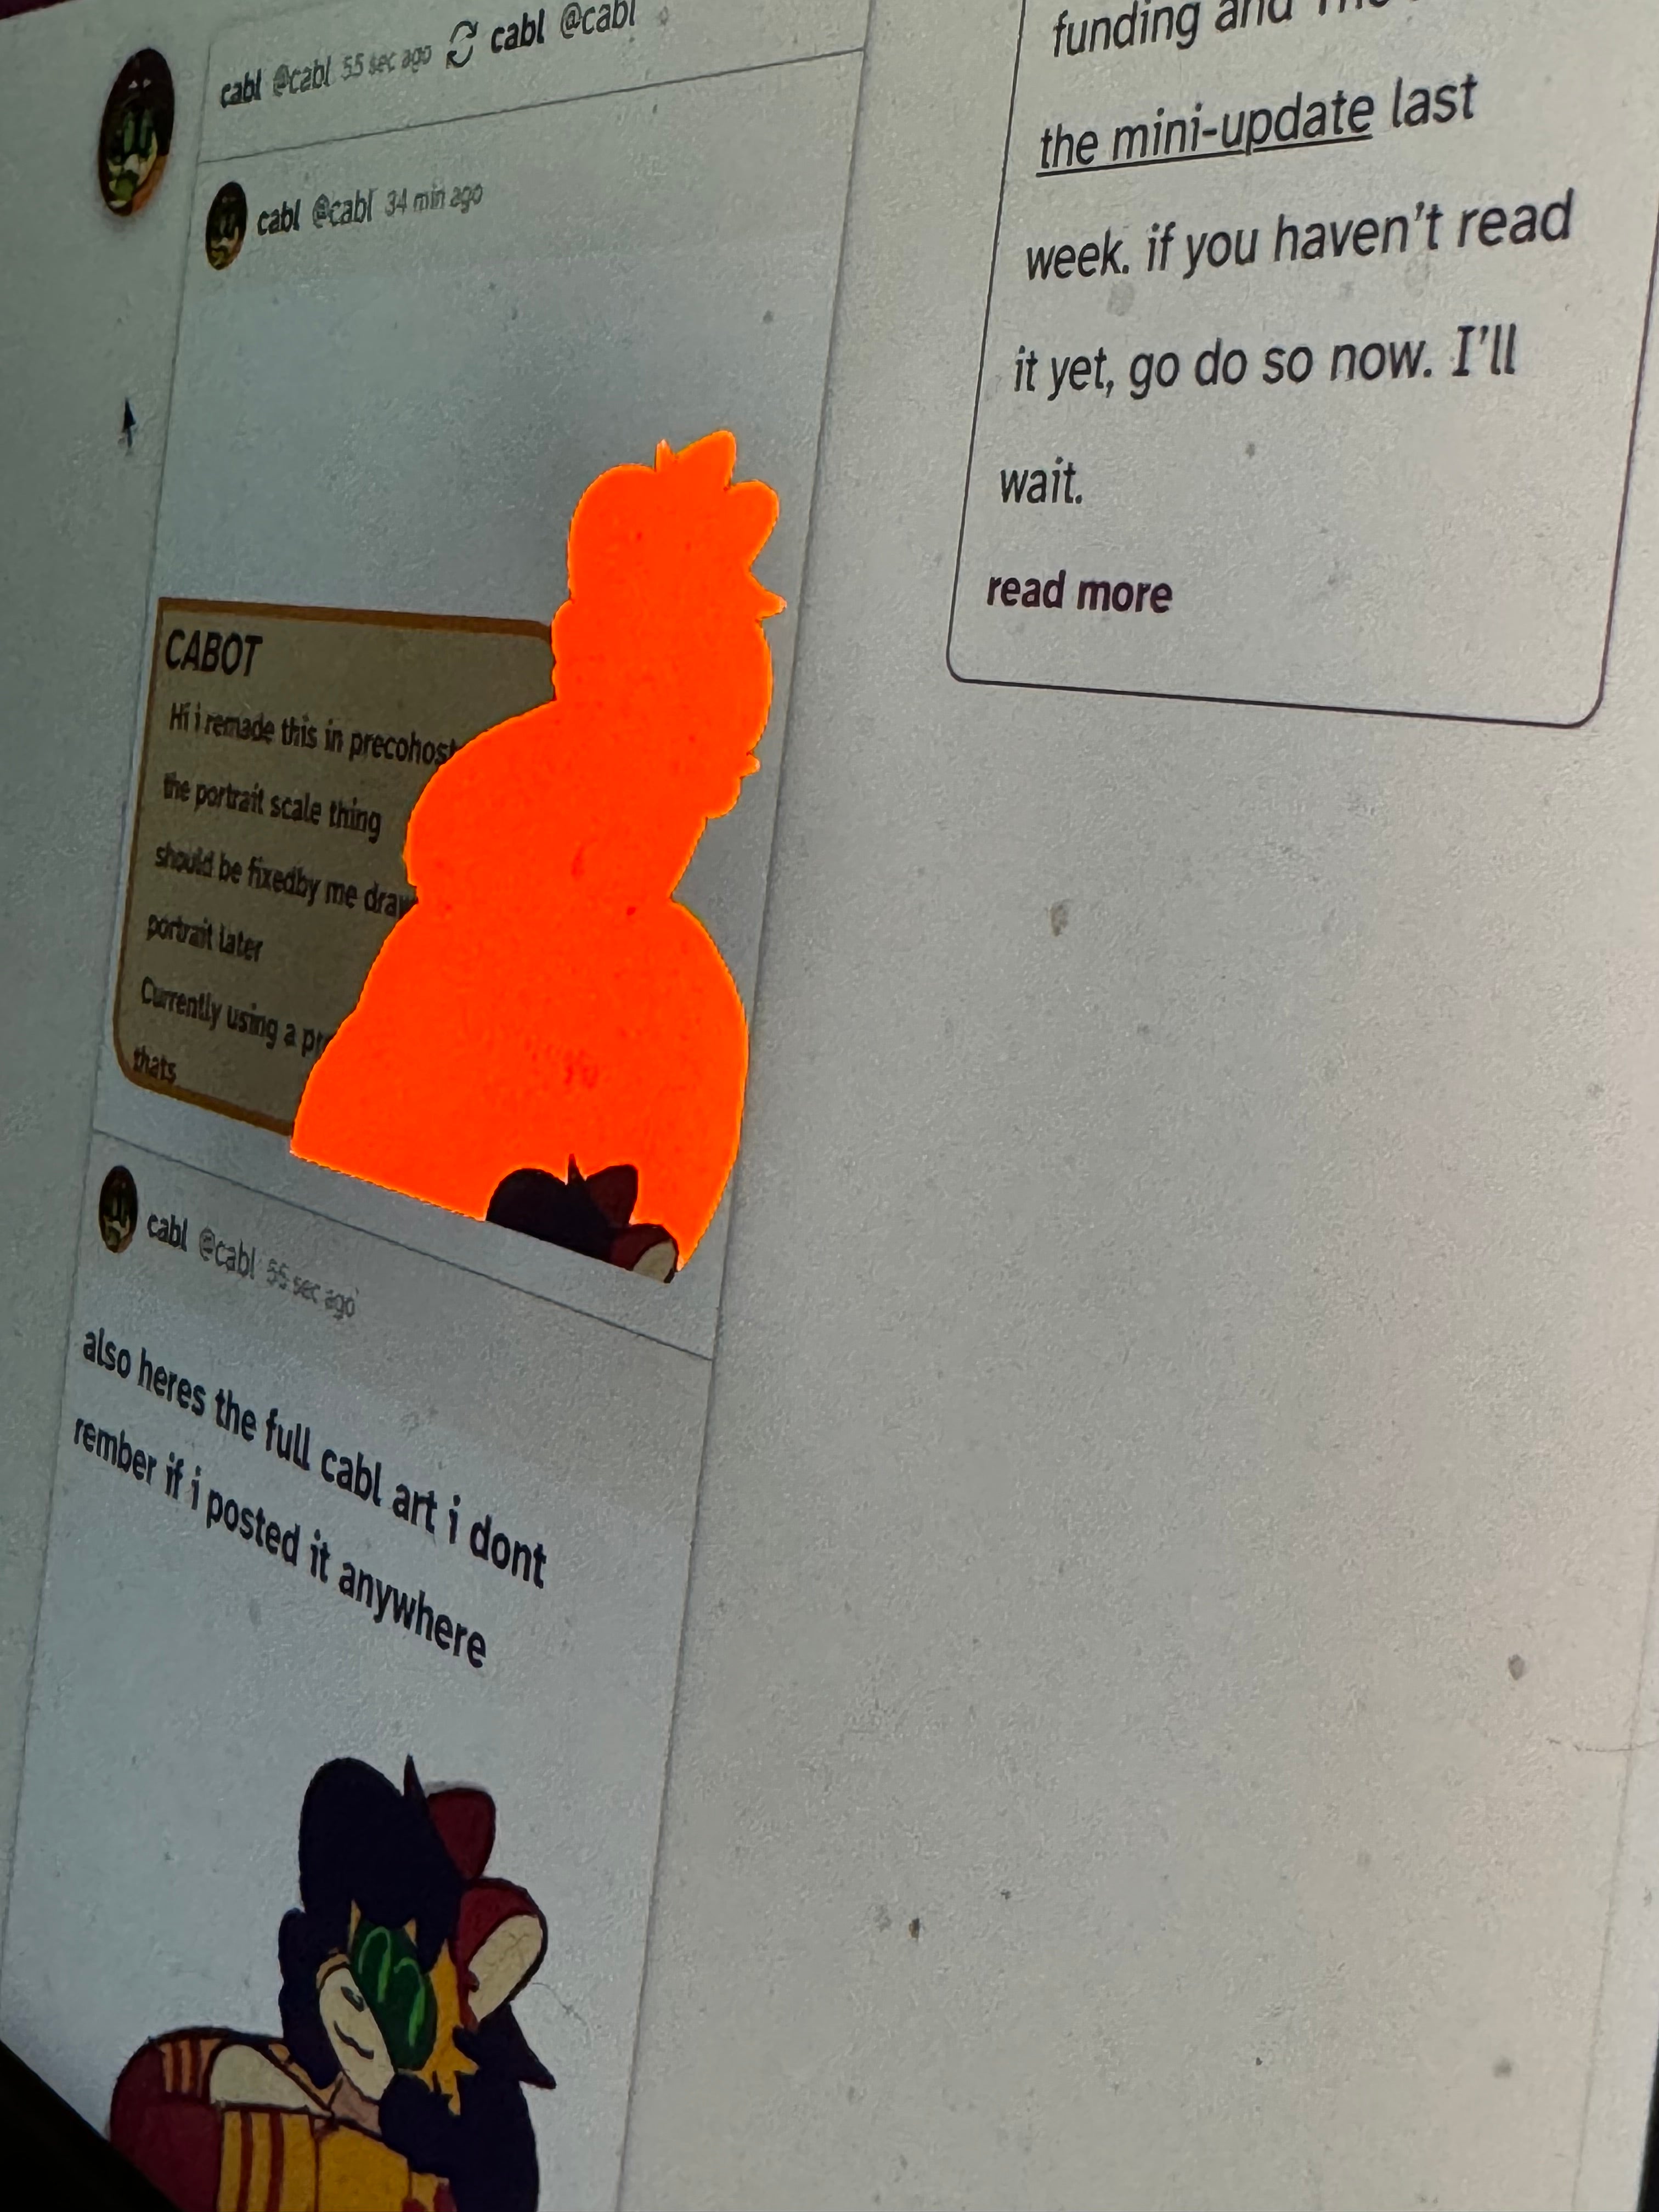 cabl @cabl 55 sec ago cabl @cabl
cabl @cabl 34 min ago
CABOT
Hi i remade this in precohost
the portrait scale thing
should be fixedby me draw
portrait later
Currently using a pr
thats
cabl @cabl 55 sec ago
also heres the full cabl art i dont
rember if i posted it anywhere
funding and
the mini-update last
week. if you haven't read
it yet, go do so now. I'll
wait.
read more